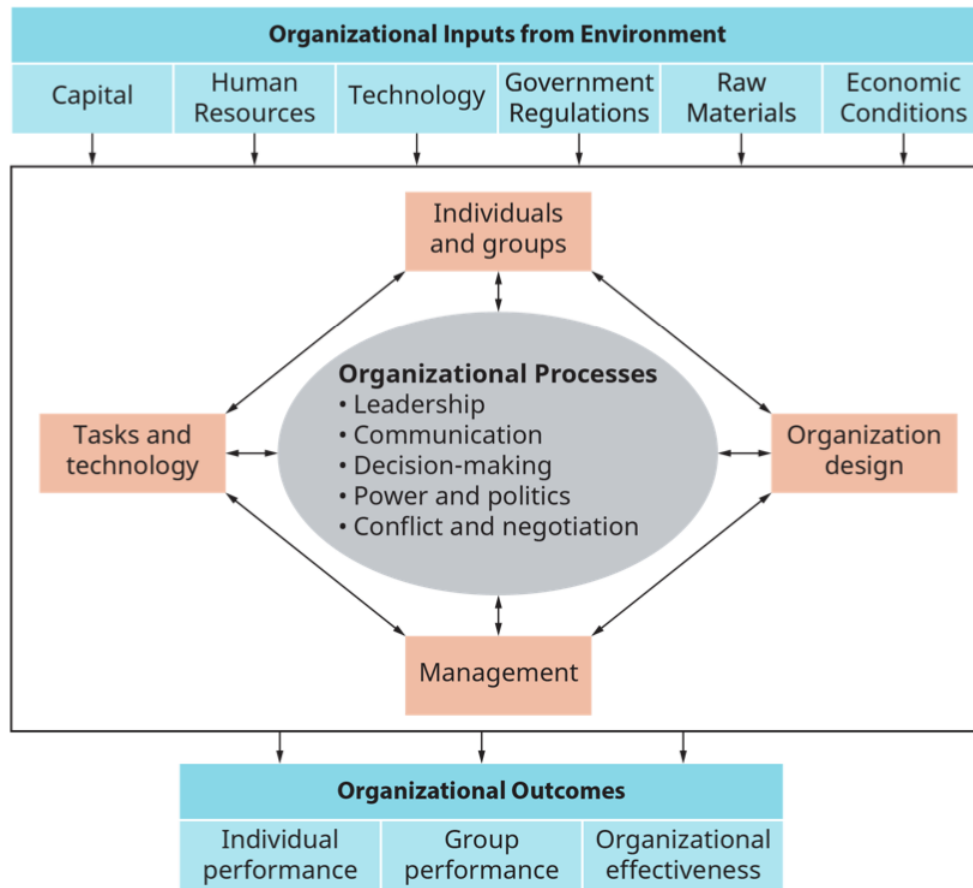 Organizational Inputs from Environment
Capital
Human
Resources
Technology
Government
Regulations
Raw
Materials
Economic
Conditions
Individuals
and groups
Organizational Processes
• Leadership
• Communication
• Decision-making
• Power and politics
• Conflict and negotiation
Tasks and
technology
Organization
design
Management
Organizational Outcomes
Individual
performance
Group
performance
Organizational
effectiveness